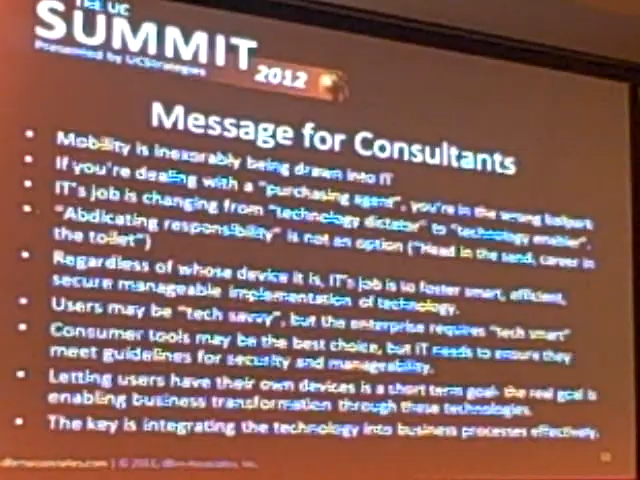 THE UC
SUMMIT
Presented by UCStrategies
2012
Message for Consultants
• Mobility is inexorably being drawn into IT
• If you're dealing with a "purchasing agent", you're in the wrong ballpark
• IT's job is changing from "technology dictator" to "technology enabler".
• "Abdicating responsibility" is not an option ("Head in the sand, career in
the toilet")
• Regardless of whose device it is, IT's job is to foster smart, efficient,
secure manageable implementation of technology.
• Users may be "tech savvy", but the enterprise requires "tech smart"
• Consumer tools may be the best choice, but IT needs to ensure they
meet guidelines for security and manageability.
• Letting users have their own devices is a short term goal- the real goal is
enabling business transformation through these technologies.
• The key is integrating the technology into business processes effectively.